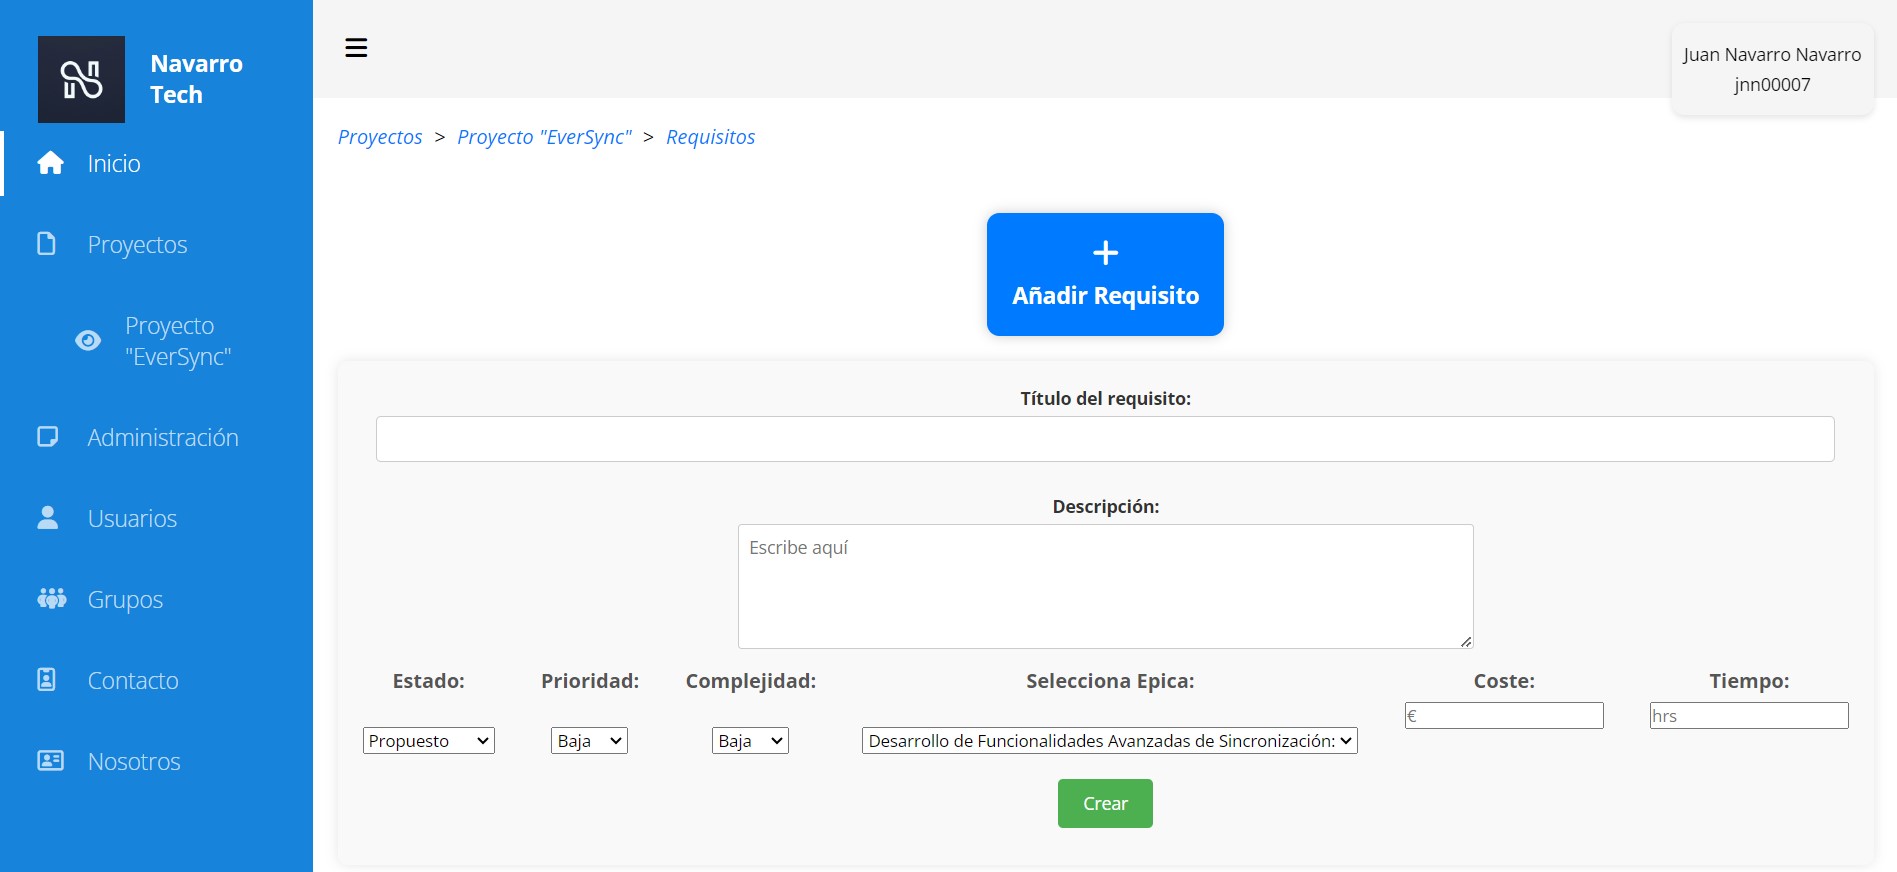 Navarro
Tech
Inicio
Proyectos
Proyecto
"EverSync"
Administración
Usuarios
Grupos
Contacto
Nosotros
Juan Navarro Navarro
jnn00007
Proyectos > Proyecto "EverSync" > Requisitos
+
Añadir Requisito
Título del requisito:
Descripción:
Escribe aquí
Estado: Prioridad: Complejidad: Selecciona Epica: Coste: Tiempo:
€ hrs
Propuesto Baja Baja Desarrollo de Funcionalidades Avanzadas de Sincronización:
Crear